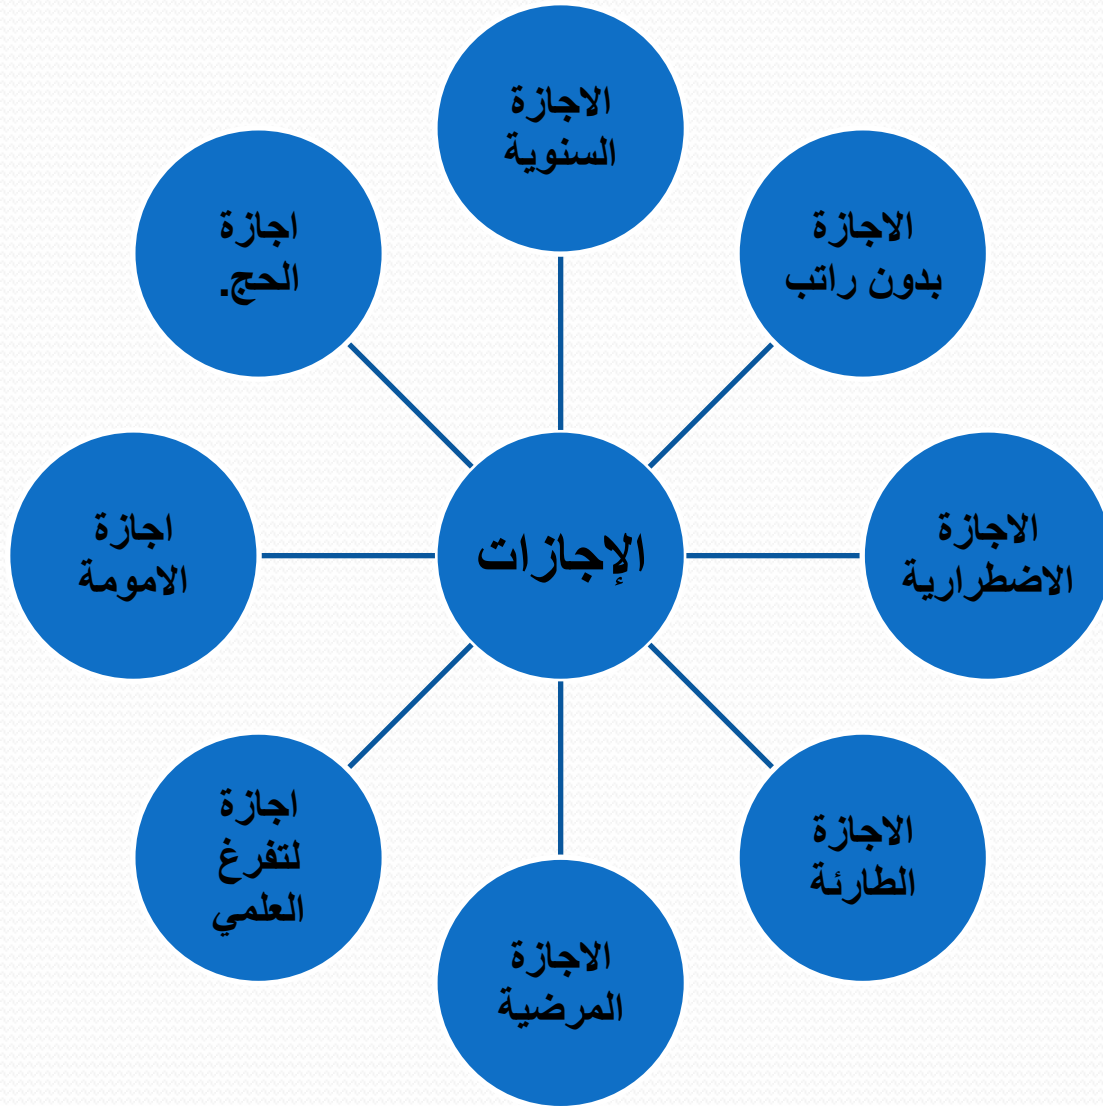 الإجازات
الاجازة
السنوية
الاجازة
بدون راتب
الاجازة
الاضطرارية
الاجازة
الطارئة
الاجازة
المرضية
اجازة
لتفرغ
العلمي
اجازة
الامومة
اجازة
الحج.